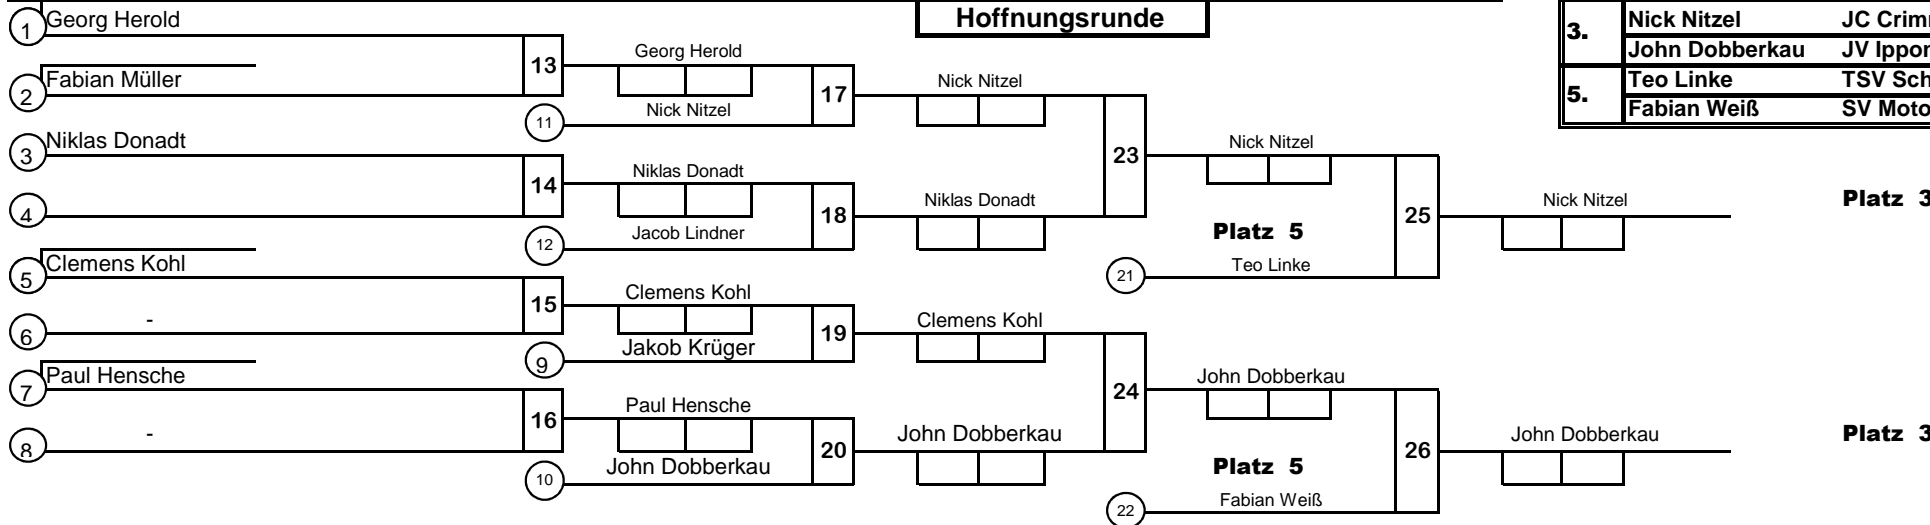 Hoffnungsrunde
3. Nick Nitzel JC Crim
John Dobberkau JV Ippon
5. Teo Linke TSV Sch
Fabian Weiß SV Moto
1 Georg Herold
2 Fabian Müller
13 Georg Herold
11 Nick Nitzel
17 Nick Nitzel
3 Niklas Donadt
4
14 Niklas Donadt
12 Jacob Lindner
18 Niklas Donadt
23 Nick Nitzel
Platz 5
21 Teo Linke
25 Nick Nitzel
Platz 3
5 Clemens Kohl
6 -
15 Clemens Kohl
9 Jakob Krüger
19 Clemens Kohl
7 Paul Hensche
8 -
16 Paul Hensche
10 John Dobberkau
20 John Dobberkau
24 John Dobberkau
Platz 5
22 Fabian Weiß
26 John Dobberkau
Platz 3